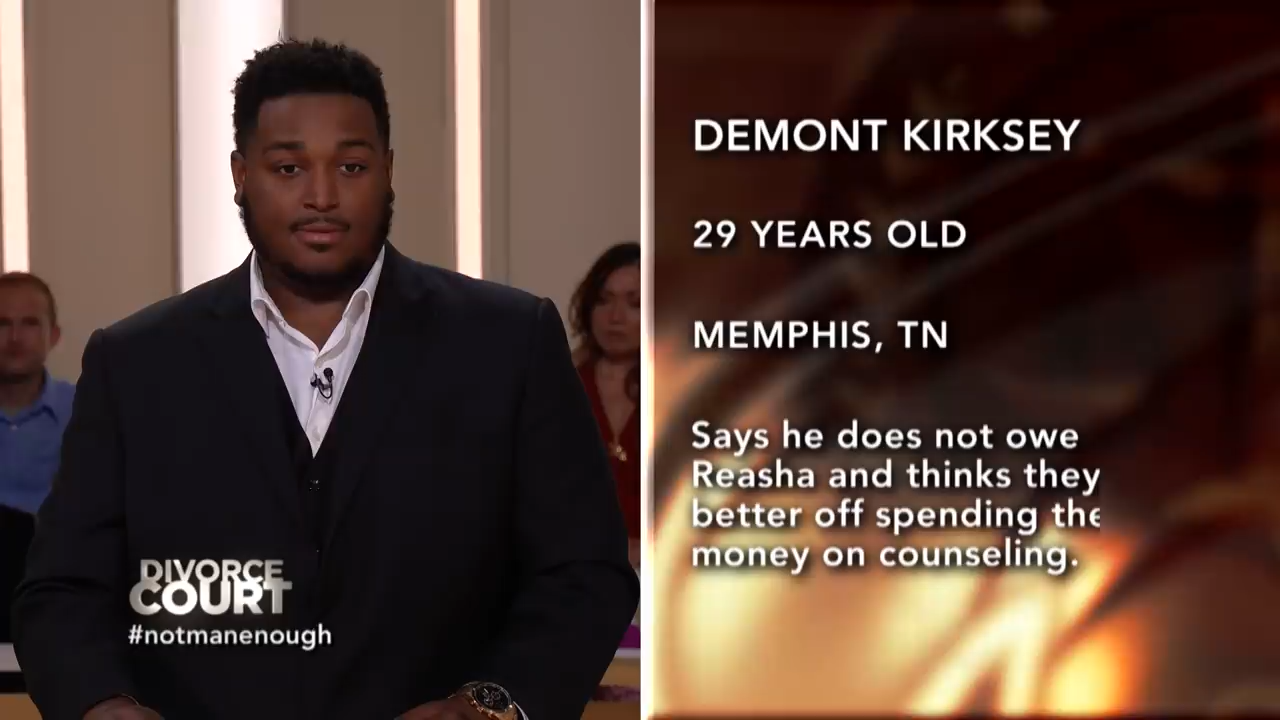 DEMONT KIRKSEY
29 YEARS OLD
MEMPHIS, TN
Says he does not owe
Reasha and thinks they
better off spending the
money on counseling.
DIVORCE
COURT
#notmanenough